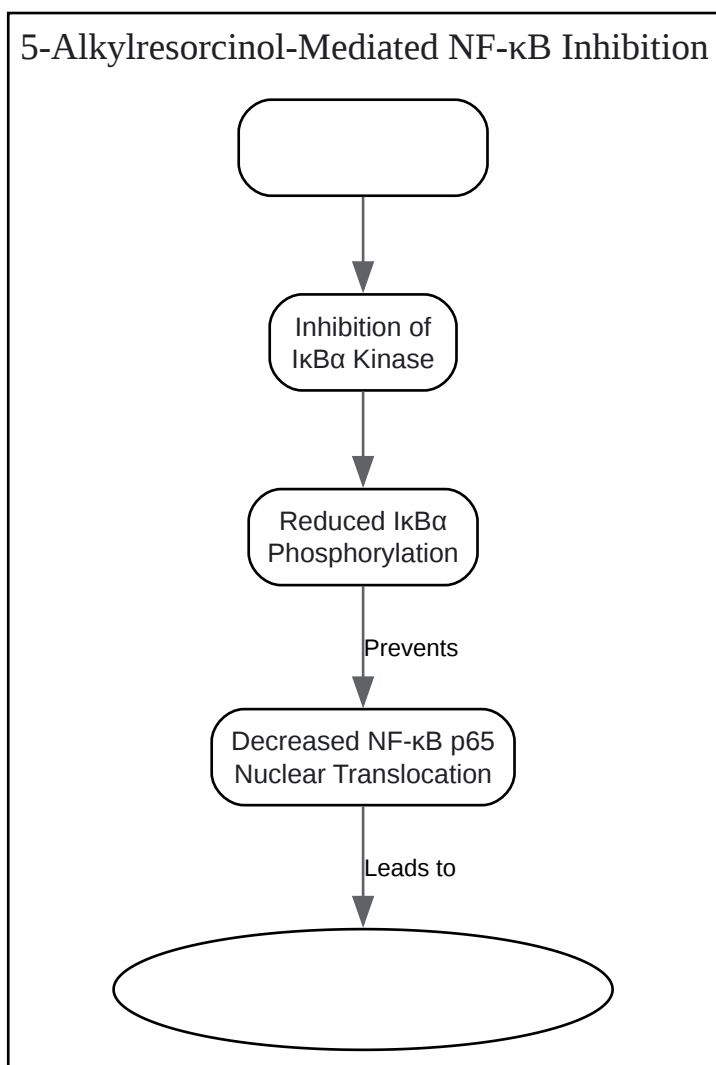 5-Alkylresorcinol-Mediated NF-κB Inhibition
Inhibition of
IκBα Kinase
Reduced IκBα
Phosphorylation
Prevents
Decreased NF-κB p65
Nuclear Translocation
Leads to